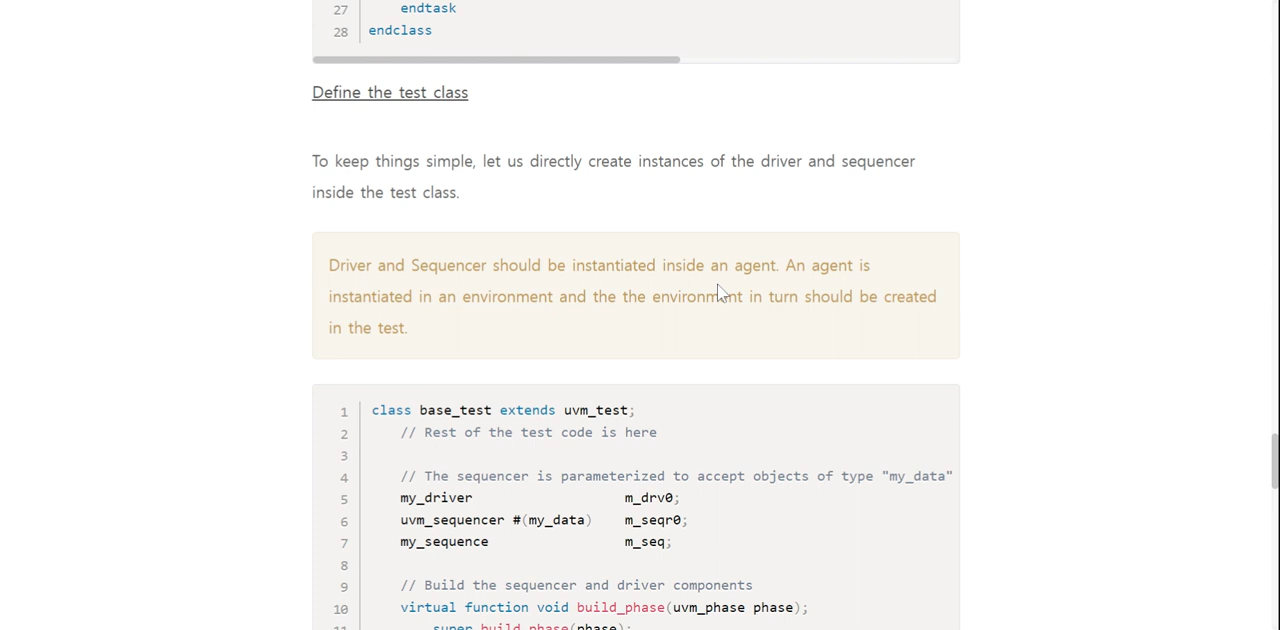 27 endtask
28 endclass
Define the test class
To keep things simple, let us directly create instances of the driver and sequencer
inside the test class.
Driver and Sequencer should be instantiated inside an agent. An agent is
instantiated in an environment and the the environment in turn should be created
in the test.
1 class base_test extends uvm_test;
2 // Rest of the test code is here
3
4 // The sequencer is parameterized to accept objects of type "my_data"
5 my_driver m_drv0;
6 uvm_sequencer #(my_data) m_seqr0;
7 my_sequence m_seq;
8
9 // Build the sequencer and driver components
10 virtual function void build_phase(uvm_phase phase);
11 super.build_phase(phase);